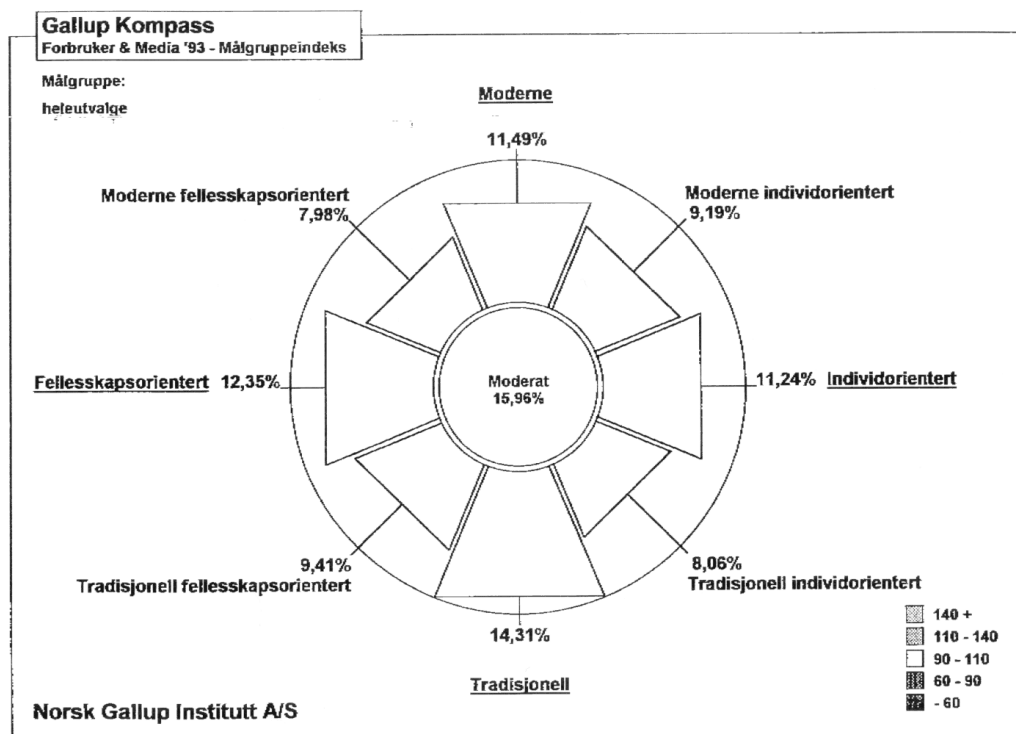 Gallup Kompass
Forbruker & Media '93 - Målgruppeindeks
Målgruppe:
heleutvalge
Moderne
11,49%
Moderne fellesskapsorientert
7,98%
Moderne individorientert
9,19%
Fellesskapsorientert 12,35%
Moderat
15,96%
11,24% Individorientert
9,41%
Tradisjonell fellesskapsorientert
8,06%
Tradisjonell individorientert
14,31%
Tradisjonell
140 +
110 - 140
90 - 110
60 - 90
- 60
Norsk Gallup Institutt A/S